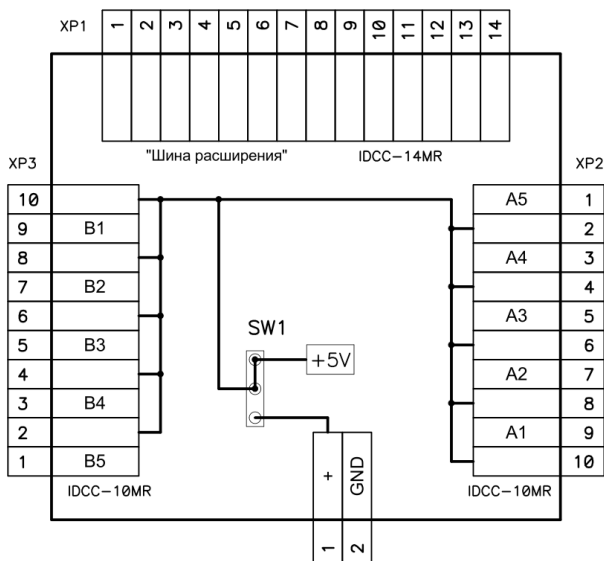 XP1 1 2 3 4 5 6 7 8 9 10 11 12 13 14
"Шина расширения" IDCC-14MR
XP3
10
9 B1
8
7 B2
6
5 B3
4
3 B4
2
1 B5
IDCC-10MR
SW1
+5V
+ GND
1 2
XP2
A5 1
2
A4 3
4
A3 5
6
A2 7
8
A1 9
10
IDCC-10MR